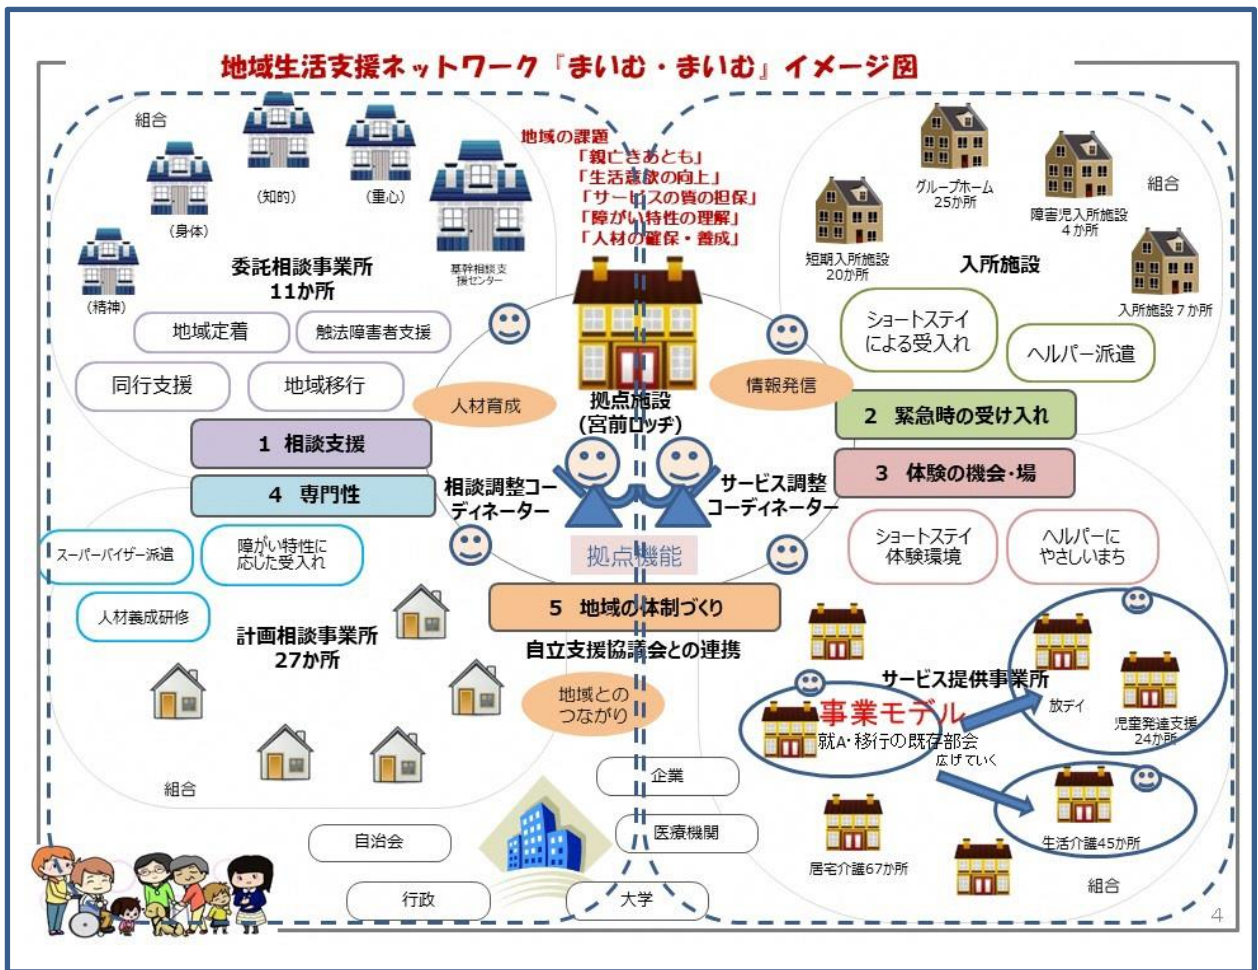 地域生活支援ネットワーク『まいむ・まいむ』イメージ図
組合
(知的)
(重心)
(身体)
(精神)
基幹相談支
援センター
委託相談事業所
11か所
地域定着
触法障害者支援
同行支援
地域移行
1 相談支援
地域の課題
「親亡きあとも」
「生活意欲の向上」
「サービスの質の担保」
「障がい特性の理解」
「人材の確保・養成」
人材育成
情報発信
拠点施設
(宮前ロッヂ)
組合
グループホーム
25か所
障害児入所施設
4か所
短期入所施設
20か所
入所施設
入所施設7か所
ショートステイ
による受入れ
ヘルパー派遣
2 緊急時の受け入れ
3 体験の機会・場
ショートステイ
体験環境
ヘルパーに
やさしいまち
4 専門性
スーパーバイザー派遣
障がい特性に
応じた受入れ
人材養成研修
計画相談事業所
27か所
組合
相談調整コー
ディネーター
サービス調整
コーディネーター
拠点機能
5 地域の体制づくり
自立支援協議会との連携
地域との
つながり
企業
医療機関
自治会
行政
大学
サービス提供事業所
事業モデル
就A・移行の既存部会
広げていく
放デイ
児童発達支援
24か所
生活介護45か所
居宅介護67か所
組合
4